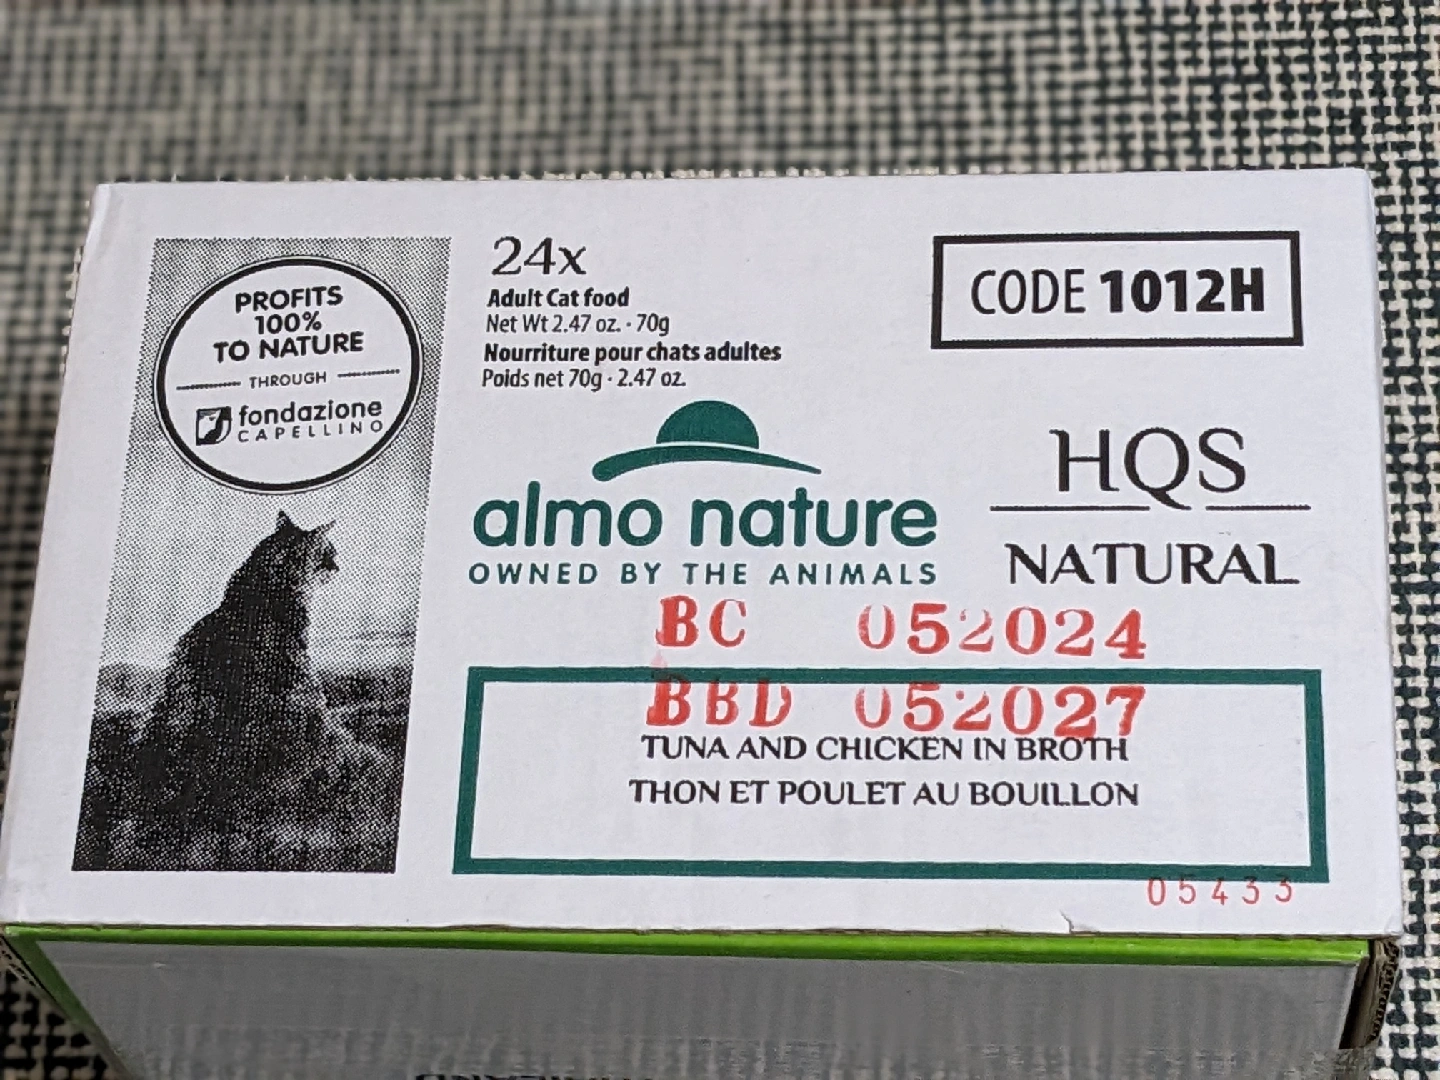 PROFITS
100%
TO NATURE
THROUGH
fondazione
CAPELLINO
24x
Adult Cat food
Net Wt 2.47 oz. · 70g
Nourriture pour chats adultes
Poids net 70g · 2.47 oz.
CODE 1012H
almo nature
OWNED BY THE ANIMALS
HQS
NATURAL
BC 052024
BBD 052027
TUNA AND CHICKEN IN BROTH
THON ET POULET AU BOUILLON
05433